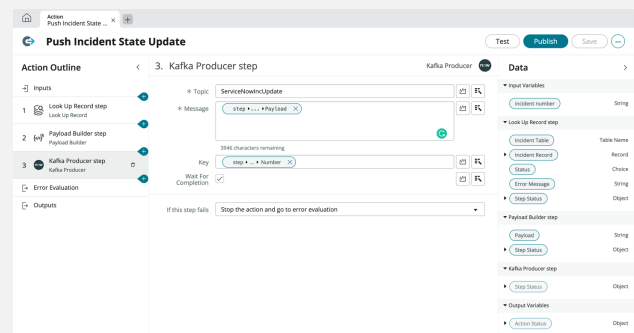 Action
Push Incident State ...
Push Incident State Update
Test
Publish
Save
Action Outline
Inputs
1
Look Up Record step
Look Up Record
2
Payload Builder step
Payload Builder
3
now
Kafka Producer step
Kafka Producer
Error Evaluation
Outputs
3. Kafka Producer step
Kafka Producer
now
* Topic
ServiceNowIncUpdate
* Message
step ▸ ... ▸ Payload
3946 characters remaining
Key
step ▸ .. ▸ Number
Wait For
Completion
If this step fails
Stop the action and go to error evaluation
Data
Input Variables
incident number
String
Look Up Record step
Incident Table
Table Name
Incident Record
Record
Status
Choice
Error Message
String
Step Status
Object
Payload Builder step
Payload
String
Step Status
Object
Kafka Producer step
Step Status
Object
Output Variables
Action Status
Object